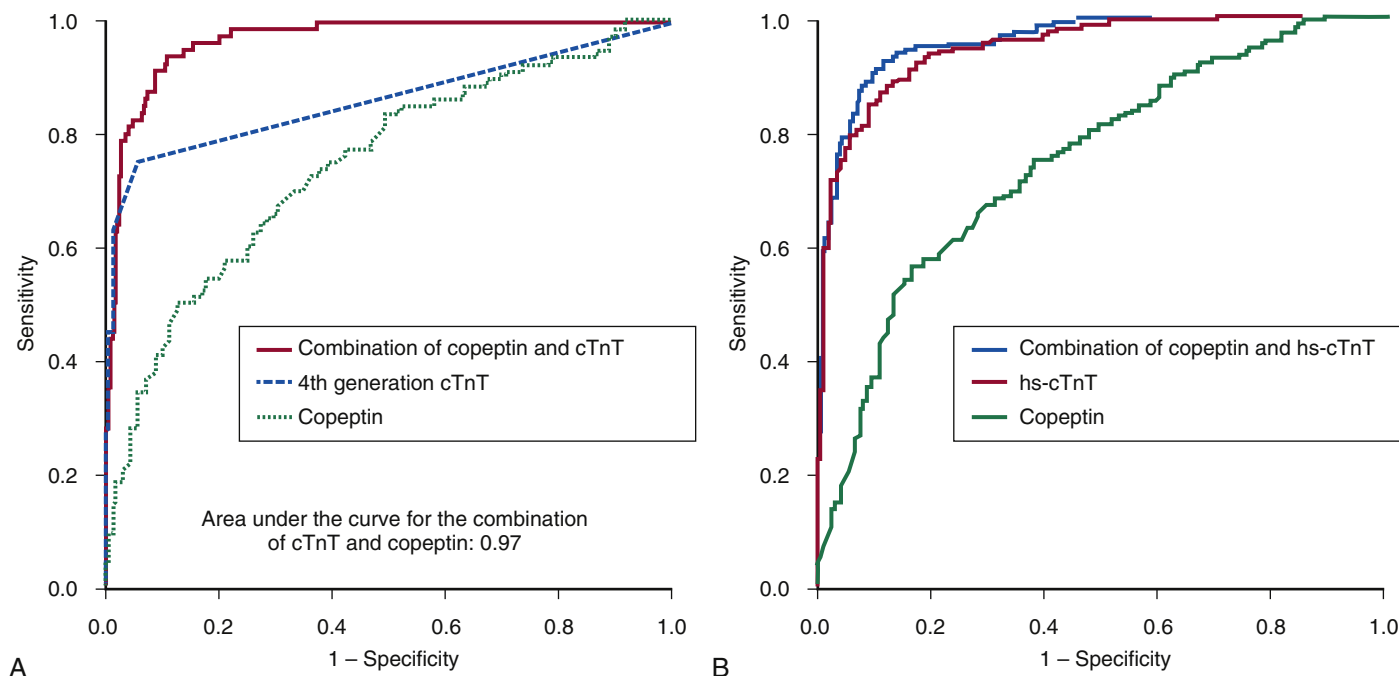 1.0
0.8
0.6
0.4
0.2
0.0
Sensitivity
Combination of copeptin and cTnT
4th generation cTnT
Copeptin
Area under the curve for the combination
of cTnT and copeptin: 0.97
0.0 0.2 0.4 0.6 0.8 1.0
1 – Specificity
A
1.0
0.8
0.6
0.4
0.2
0.0
Sensitivity
Combination of copeptin and hs-cTnT
hs-cTnT
Copeptin
0.0 0.2 0.4 0.6 0.8 1.0
1 – Specificity
B